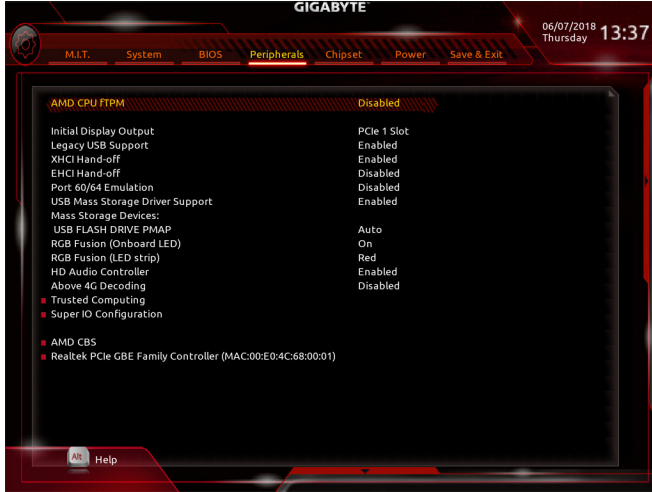 GIGABYTE™
06/07/2018 Thursday 13:37
M.I.T. System BIOS Peripherals Chipset Power Save & Exit
AMD CPU fTPM Disabled
Initial Display Output PCIe 1 Slot
Legacy USB Support Enabled
XHCI Hand-off Enabled
EHCI Hand-off Disabled
Port 60/64 Emulation Disabled
USB Mass Storage Driver Support Enabled
Mass Storage Devices:
USB FLASH DRIVE PMAP Auto
RGB Fusion (Onboard LED) On
RGB Fusion (LED strip) Red
HD Audio Controller Enabled
Above 4G Decoding Disabled
Trusted Computing
Super IO Configuration
AMD CBS
Realtek PCIe GBE Family Controller (MAC:00:E0:4C:68:00:01)
Alt Help